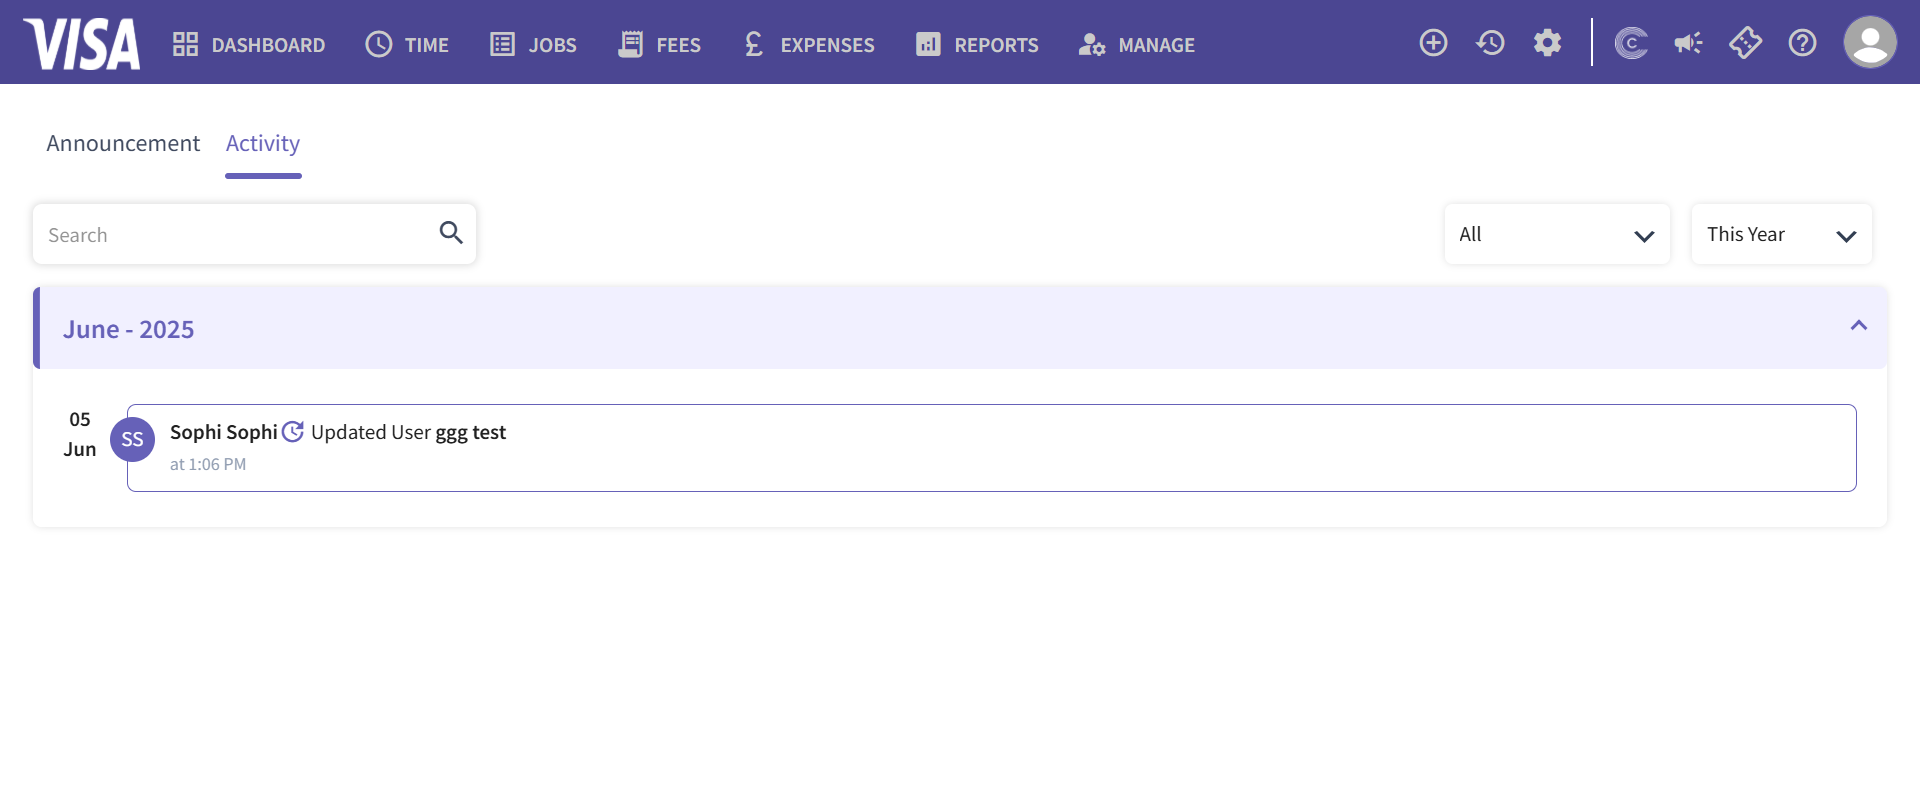 VISA DASHBOARD TIME JOBS FEES £ EXPENSES REPORTS MANAGE C ?
Announcement Activity
Search All This Year
June - 2025
05
Jun
SS
Sophi Sophi Updated User ggg test
at 1:06 PM